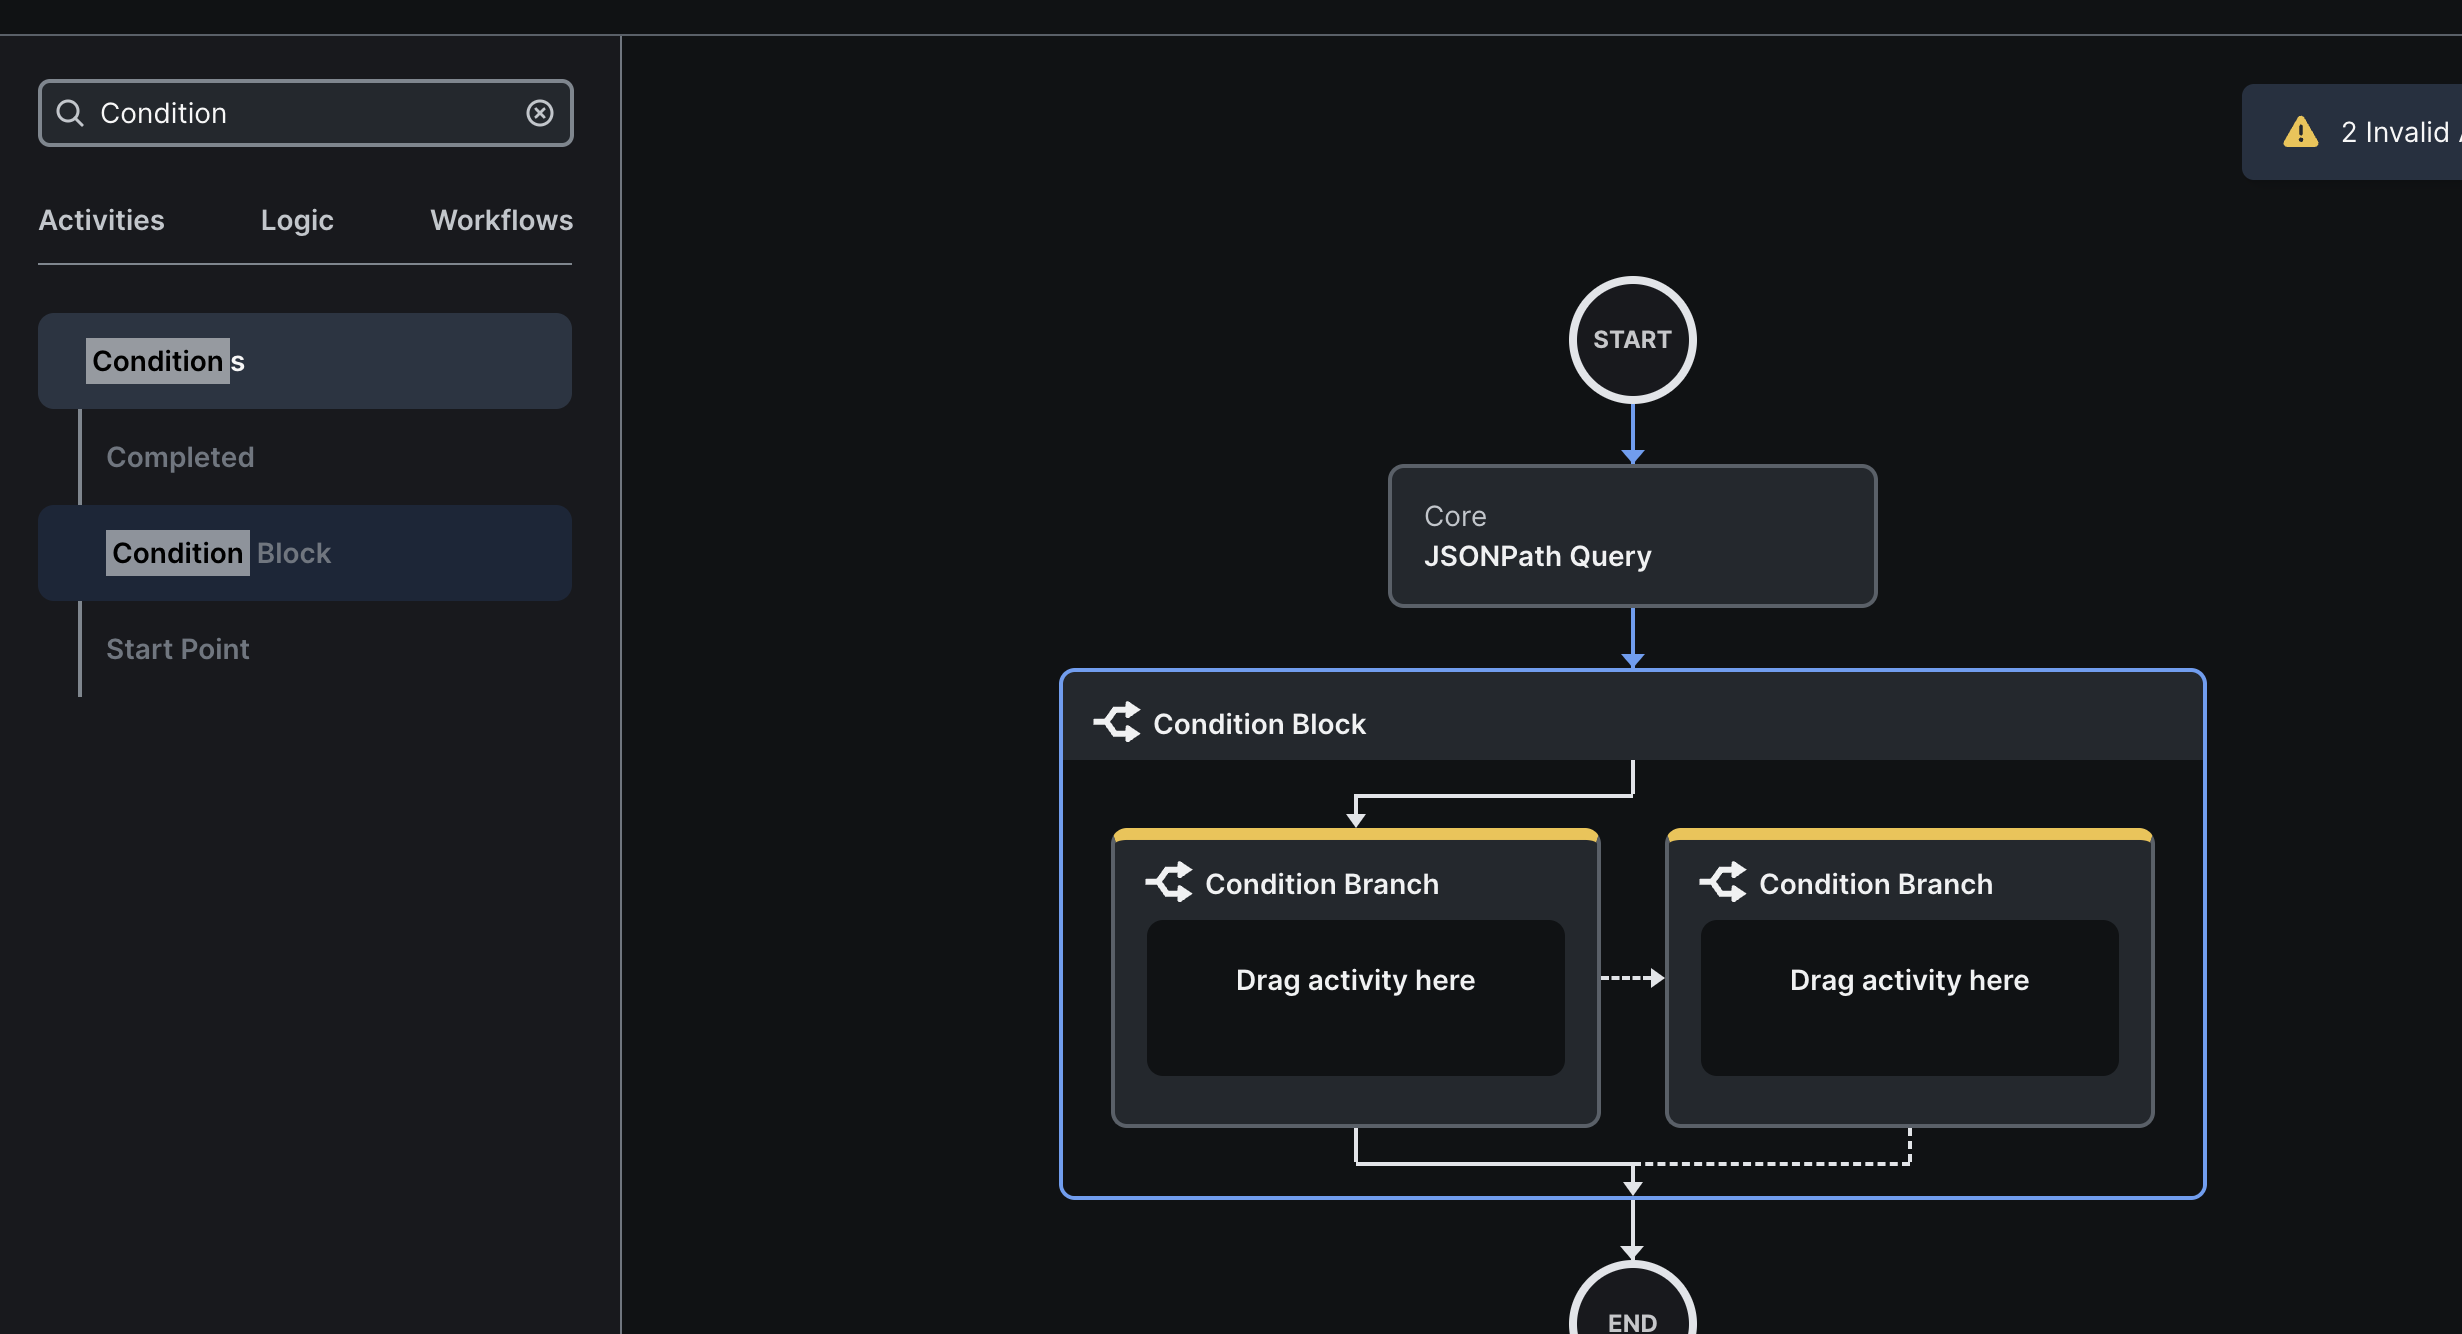 Condition
Activities
Logic
Workflows
Conditions
Completed
Condition Block
Start Point
2 Invalid
START
Core
JSONPath Query
Condition Block
Condition Branch
Condition Branch
Drag activity here
Drag activity here
END